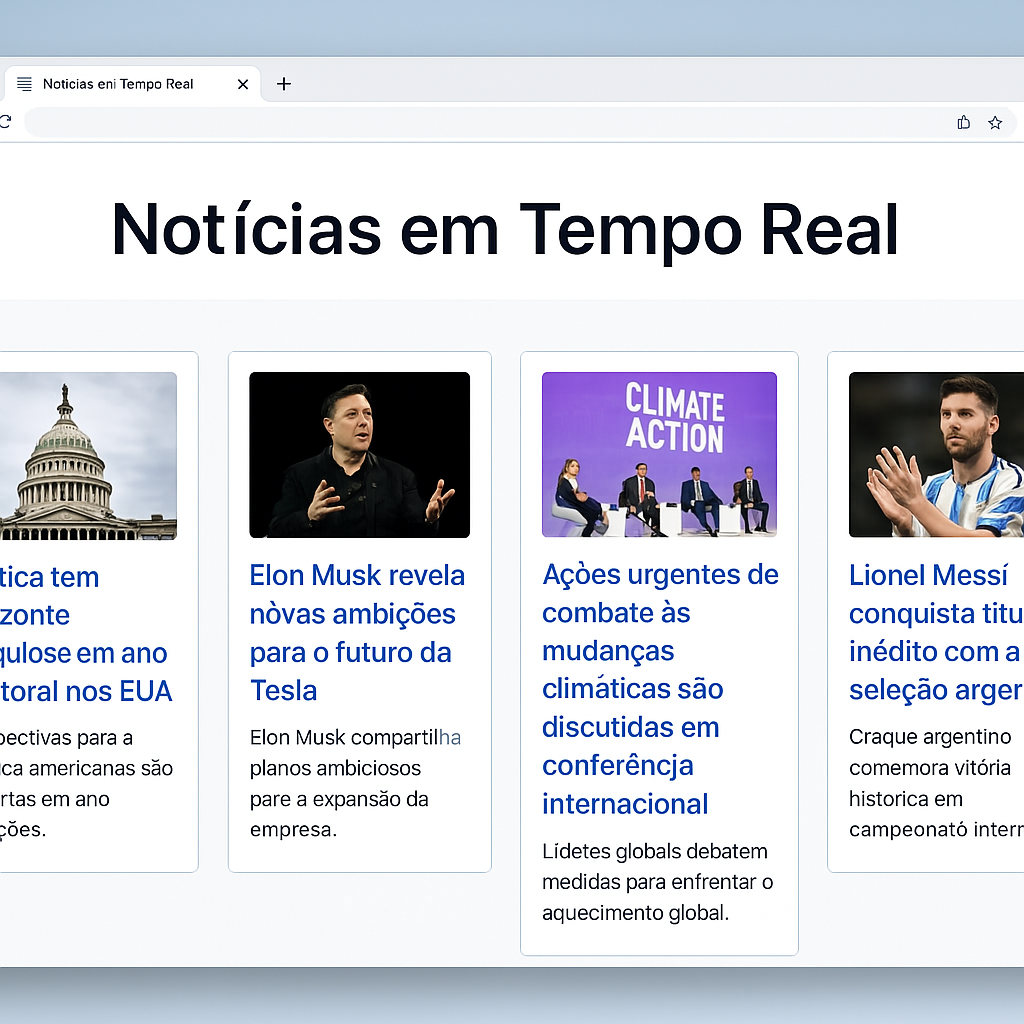 Noticias eni Tempo Real
Notícias em Tempo Real
tica tem
zonte
qulose em ano
toral nos EUA
pectivas para a
ca americanas são
rtas em ano
ções.
Elon Musk revela
nòvas ambições
para o futuro da
Tesla
Elon Musk compartilha
planos ambiciosos
pare a expansão da
empresa.
CLIMATE
ACTION
Açòes urgentes de
combate às
mudanças
climáticas são
discutidas em
conferêncja
internacional
Lídetes globals debatem
medidas para enfrentar o
aquecimento global.
Lionel Messí
conquista titu
inédito com a
seleção arger
Craque argentino
comemora vitória
historica em
campeonató interr